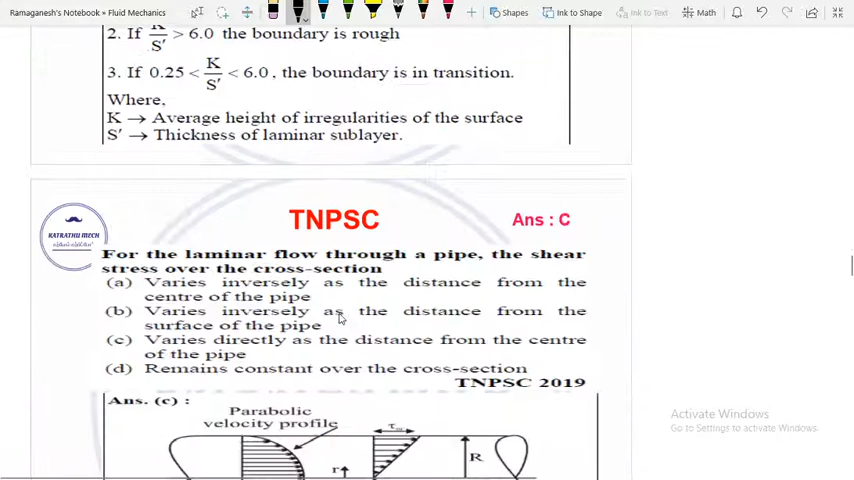 Ramaganesh's Notebook » Fluid Mechanics
Shapes
Ink to Shape
Ink to Text
Math
2. If K/S′ > 6.0 the boundary is rough
3. If 0.25 < K/S′ < 6.0, the boundary is in transition.
Where,
K → Average height of irregularities of the surface
S′ → Thickness of laminar sublayer.
TNPSC
Ans : C
KATRATHU MECH
For the laminar flow through a pipe, the shear
stress over the cross-section
(a) Varies inversely as the distance from the
centre of the pipe
(b) Varies inversely as the distance from the
surface of the pipe
(c) Varies directly as the distance from the centre
of the pipe
(d) Remains constant over the cross-section
TNPSC 2019
Ans. (c) :
Parabolic
velocity profile
R
r
Activate Windows
Go to Settings to activate Windows.